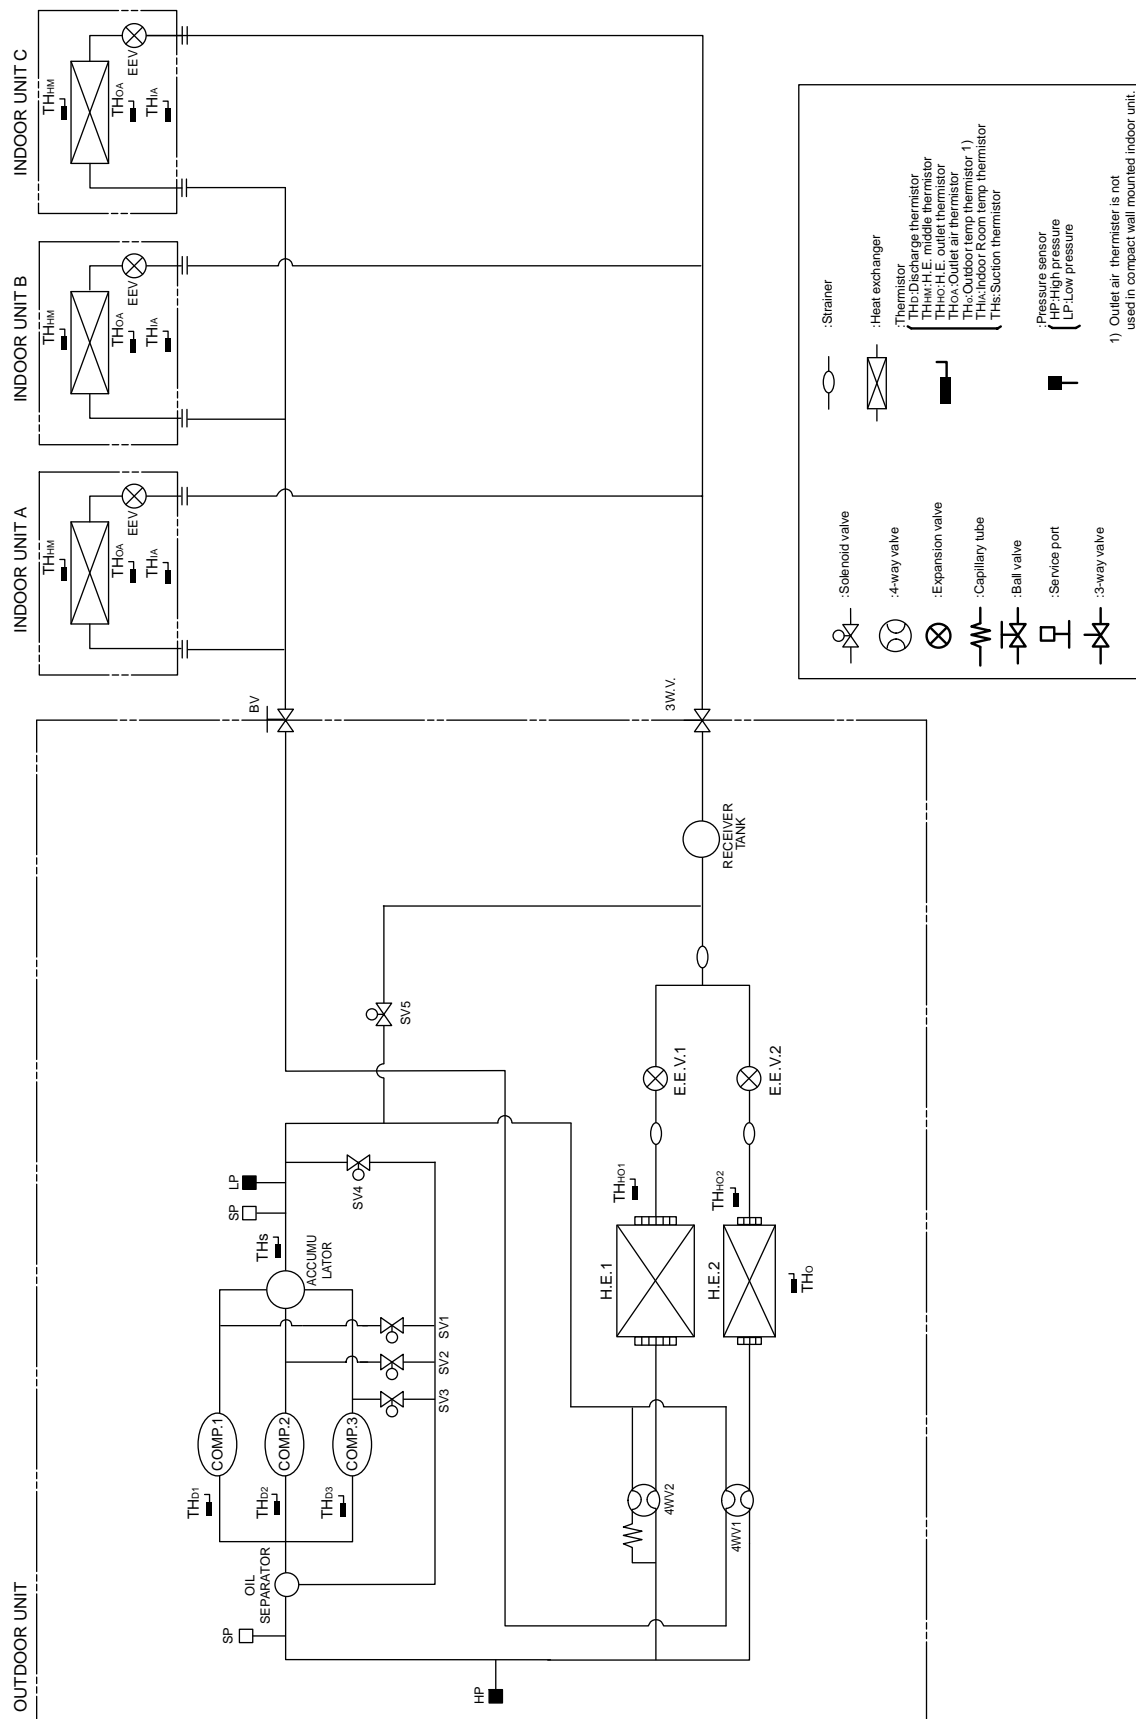 OUTDOOR UNIT
INDOOR UNIT A
INDOOR UNIT B
INDOOR UNIT C
THHM
THOA
THIA
EEV
THHM
THOA
THIA
EEV
THHM
THOA
THIA
EEV
BV
3W.V.
SP
HP
OIL
SEPARATOR
THD1
THD2
THD3
COMP.1
COMP.2
COMP.3
SV3
SV2
SV1
ACCUMU
LATOR
THs
SP
LP
SV4
SV5
RECEIVER
TANK
4WV2
4WV1
H.E.1
H.E.2
THHO1
THHO2
THO
E.E.V.1
E.E.V.2
:Solenoid valve
:4-way valve
:Expansion valve
:Capillary tube
:Ball valve
:Service port
:3-way valve
:Strainer
:Heat exchanger
:Thermistor
THD:Discharge thermistor
THHM:H.E. middle thermistor
THHO:H.E. outlet thermistor
THOA:Outlet air thermistor
THo:Outdoor temp thermistor 1)
THIA:Indoor Room temp thermistor
THs:Suction thermistor
:Pressure sensor
HP:High pressure
LP:Low pressure
1) Outlet air thermister is not
used in compact wall mounted indoor unit.